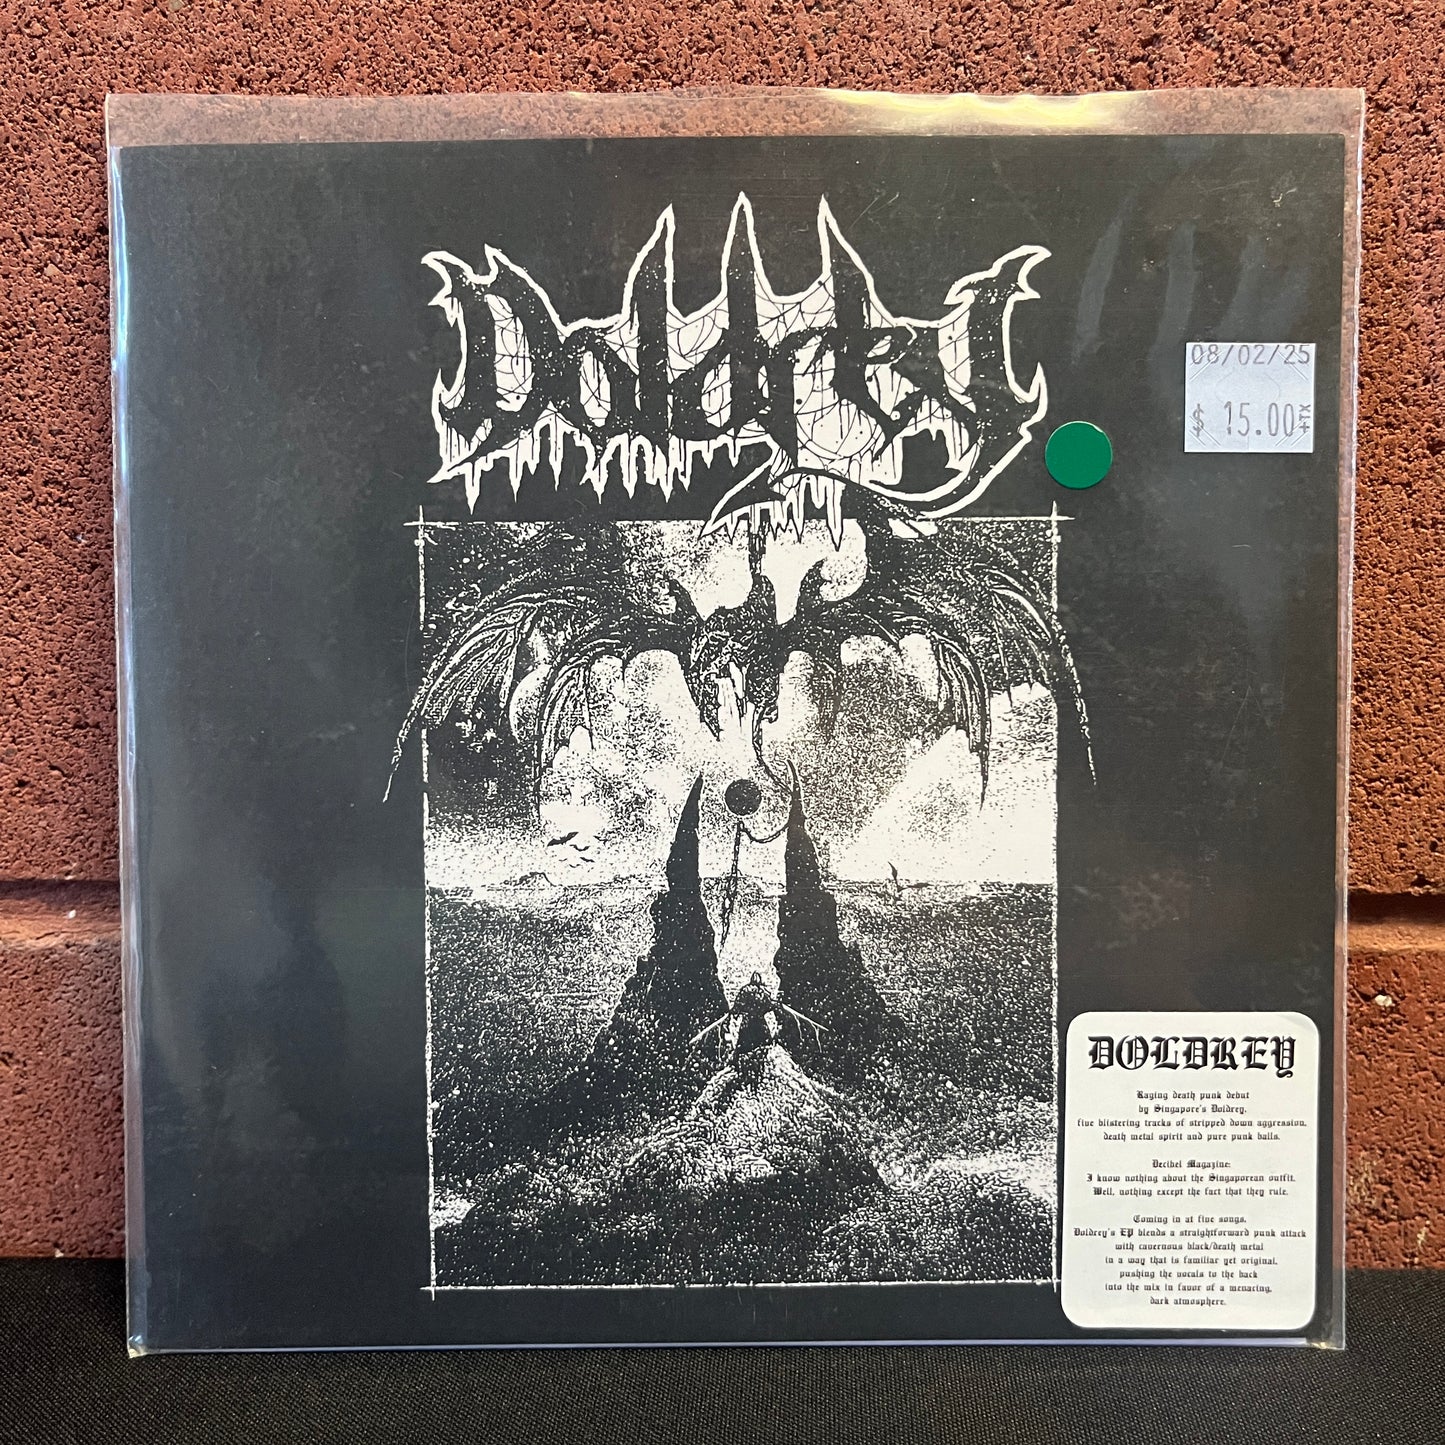 Doldrey
08/02/25
$ 15.00
+TX
DOLDREY
Raging death punk debut
by Singapore's Doldrey,
five blistering tracks of stripped down aggression,
death metal spirit and pure punk balls.
Decibel Magazine:
I know nothing about the Singaporean outfit.
Well, nothing except the fact that they rule.
Coming in at five songs,
Doldrey's EP blends a straightforward punk attack
with cavernous black/death metal
in a way that is familiar yet original,
pushing the vocals to the back
into the mix in favor of a menacing,
dark atmosphere.